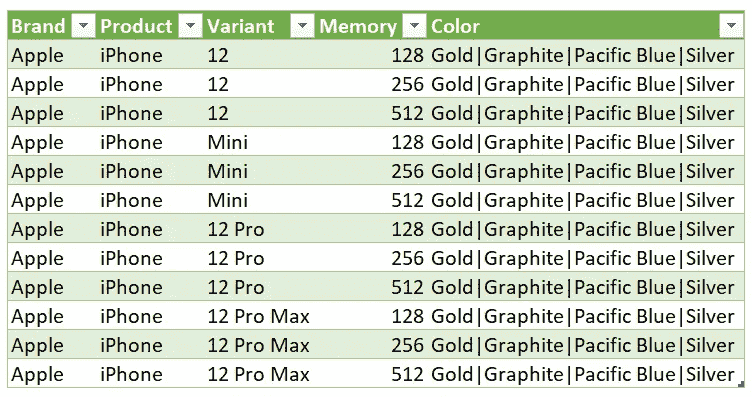 Brand Product Variant Memory Color
Apple iPhone 12 128 Gold|Graphite|Pacific Blue|Silver
Apple iPhone 12 256 Gold|Graphite|Pacific Blue|Silver
Apple iPhone 12 512 Gold|Graphite|Pacific Blue|Silver
Apple iPhone Mini 128 Gold|Graphite|Pacific Blue|Silver
Apple iPhone Mini 256 Gold|Graphite|Pacific Blue|Silver
Apple iPhone Mini 512 Gold|Graphite|Pacific Blue|Silver
Apple iPhone 12 Pro 128 Gold|Graphite|Pacific Blue|Silver
Apple iPhone 12 Pro 256 Gold|Graphite|Pacific Blue|Silver
Apple iPhone 12 Pro 512 Gold|Graphite|Pacific Blue|Silver
Apple iPhone 12 Pro Max 128 Gold|Graphite|Pacific Blue|Silver
Apple iPhone 12 Pro Max 256 Gold|Graphite|Pacific Blue|Silver
Apple iPhone 12 Pro Max 512 Gold|Graphite|Pacific Blue|Silver